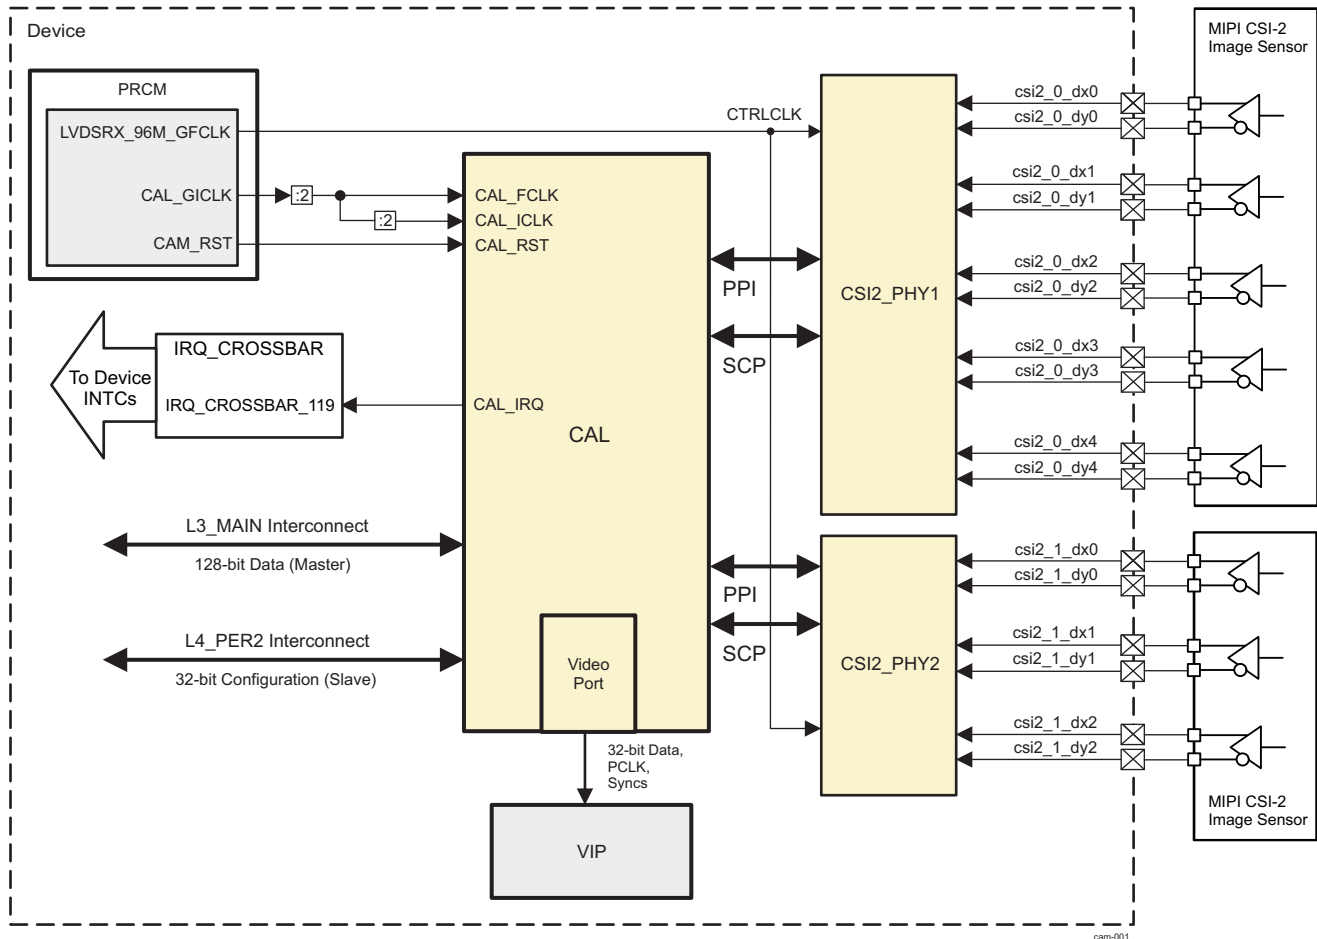 Device
PRCM
LVDSRX_96M_GFCLK
CAL_GICLK
CAM_RST
:2
:2
CTRLCLK
CAL_FCLK
CAL_ICLK
CAL_RST
CAL_IRQ
CAL
IRQ_CROSSBAR
IRQ_CROSSBAR_119
To Device
INTCs
L3_MAIN Interconnect
128-bit Data (Master)
L4_PER2 Interconnect
32-bit Configuration (Slave)
Video
Port
32-bit Data,
PCLK,
Syncs
VIP
PPI
SCP
CSI2_PHY1
PPI
SCP
CSI2_PHY2
csi2_0_dx0
csi2_0_dy0
csi2_0_dx1
csi2_0_dy1
csi2_0_dx2
csi2_0_dy2
csi2_0_dx3
csi2_0_dy3
csi2_0_dx4
csi2_0_dy4
csi2_1_dx0
csi2_1_dy0
csi2_1_dx1
csi2_1_dy1
csi2_1_dx2
csi2_1_dy2
MIPI CSI-2
Image Sensor
MIPI CSI-2
Image Sensor
cam-001